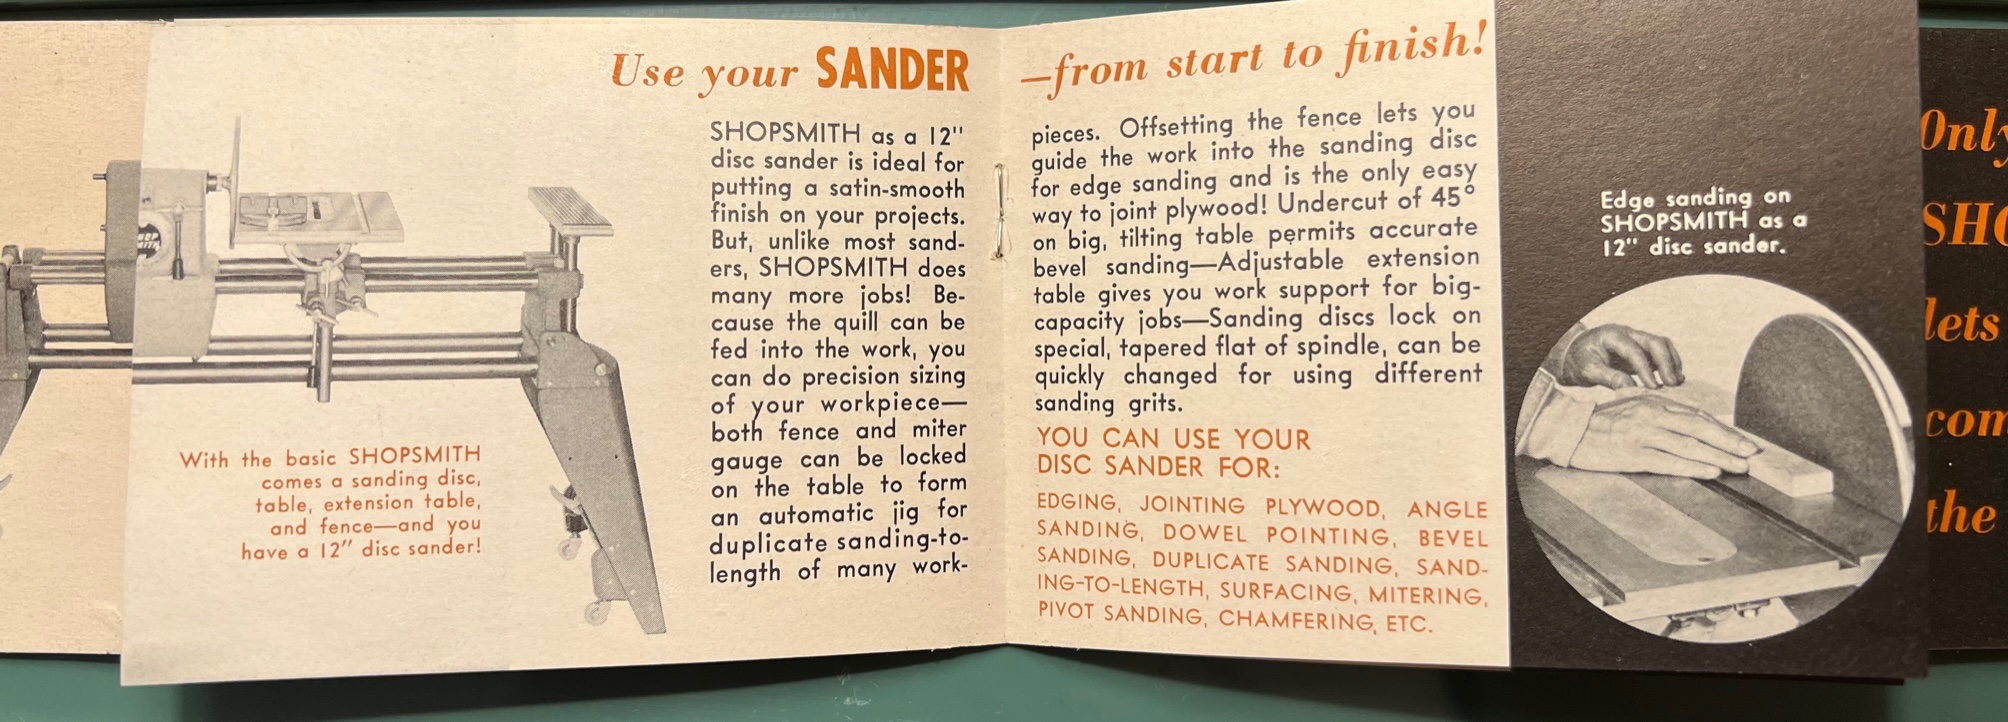 Use your SANDER
SHOPSMITH as a 12"
disc sander is ideal for
putting a satin-smooth
finish on your projects.
But, unlike most sand-
ers, SHOPSMITH does
many more jobs! Be-
cause the quill can be
fed into the work, you
can do precision sizing
of your workpiece—
both fence and miter
gauge can be locked
on the table to form
an automatic jig for
duplicate sanding-to-
length of many work-
SHOP
SMITH
With the basic SHOPSMITH
comes a sanding disc,
table, extension table,
and fence—and you
have a 12" disc sander!
—from start to finish!
pieces. Offsetting the fence lets you
guide the work into the sanding disc
for edge sanding and is the only easy
way to joint plywood! Undercut of 45°
on big, tilting table permits accurate
bevel sanding—Adjustable extension
table gives you work support for big-
capacity jobs—Sanding discs lock on
special, tapered flat of spindle, can be
quickly changed for using different
sanding grits.
YOU CAN USE YOUR
DISC SANDER FOR:
EDGING, JOINTING PLYWOOD, ANGLE
SANDING, DOWEL POINTING, BEVEL
SANDING, DUPLICATE SANDING, SAND-
ING-TO-LENGTH, SURFACING, MITERING,
PIVOT SANDING, CHAMFERING, ETC.
Edge sanding on
SHOPSMITH as a
12" disc sander.
Only
SHO
lets
com
the